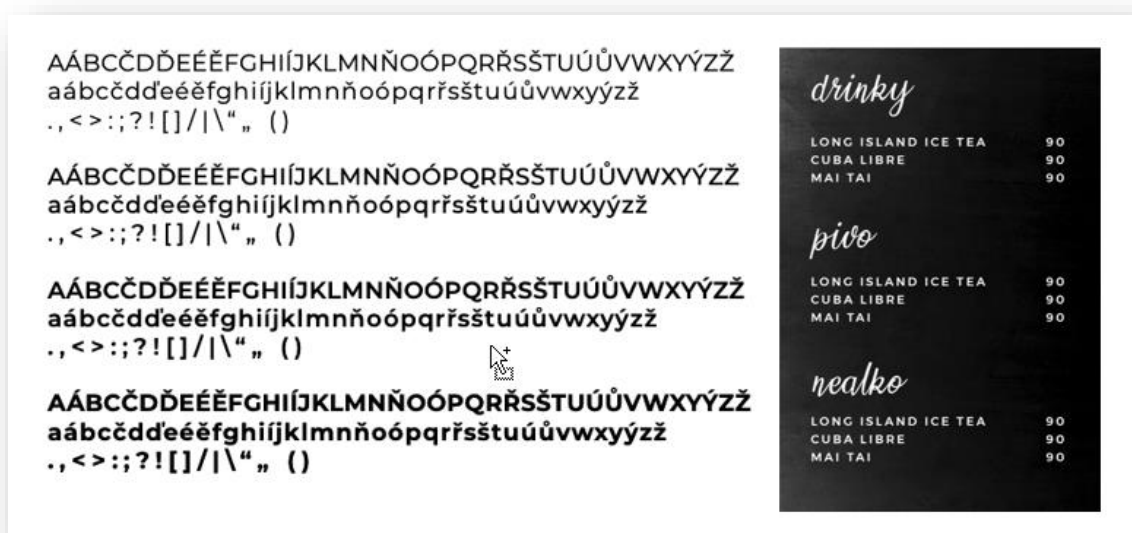 AÁBCČDĎEÉĚFGHIÍJKLMNŇOÓPQRŘSŠTUÚŮVWXYÝZŽ
aábcčdďeéěfghiíjklmnňoópqrřsštuúůvwxyýzž
.,<>:;?![]/|\“„ ()
AÁBCČDĎEÉĚFGHIÍJKLMNŇOÓPQRŘSŠTUÚŮVWXYÝZŽ
aábcčdďeéěfghiíjklmnňoópqrřsštuúůvwxyýzž
.,<>:;?![]/|\“„ ()
AÁBCČDĎEÉĚFGHIÍJKLMNŇOÓPQRŘSŠTUÚŮVWXYÝZŽ
aábcčdďeéěfghiíjklmnňoópqrřsštuúůvwxyýzž
.,<>:;?![]/|\“„ ()
AÁBCČDĎEÉĚFGHIÍJKLMNŇOÓPQRŘSŠTUÚŮVWXYÝZŽ
aábcčdďeéěfghiíjklmnňoópqrřsštuúůvwxyýzž
.,<>:;?![]/|\“„ ()
drinky
LONG ISLAND ICE TEA 90
CUBA LIBRE 90
MAI TAI 90
pivo
LONG ISLAND ICE TEA 90
CUBA LIBRE 90
MAI TAI 90
nealko
LONG ISLAND ICE TEA 90
CUBA LIBRE 90
MAI TAI 90